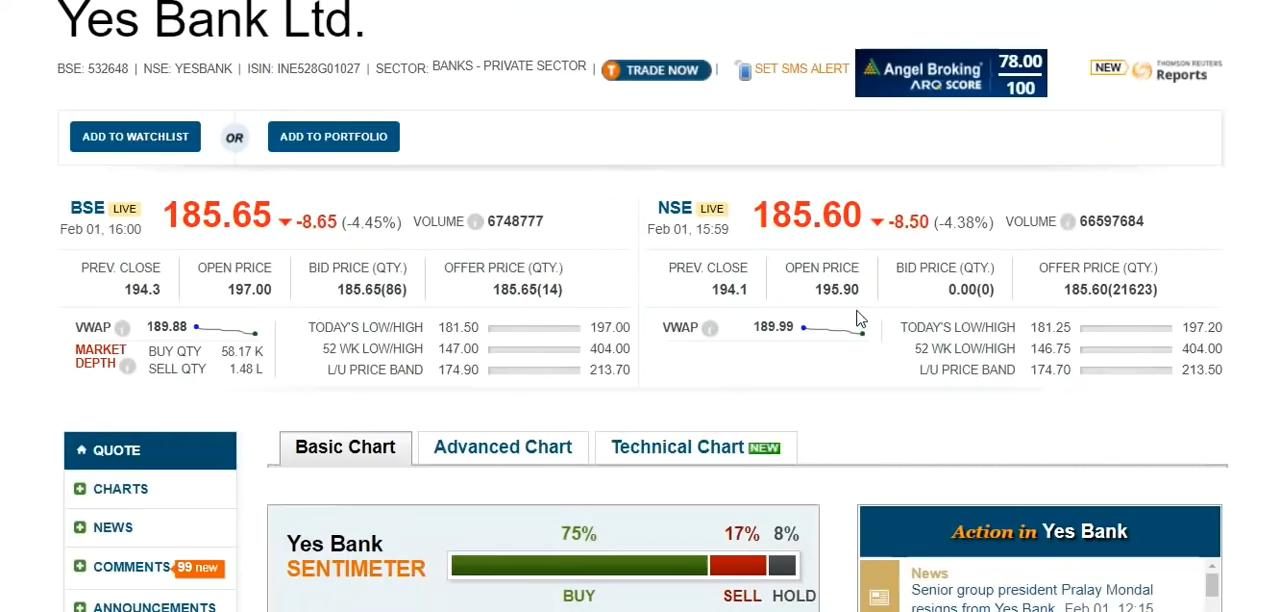 Yes Bank Ltd.
BSE: 532648 | NSE: YESBANK | ISIN: INE528G01027 | SECTOR: BANKS - PRIVATE SECTOR | TRADE NOW | SET SMS ALERT
Angel Broking ARQ SCORE 78.00 100
NEW THOMSON REUTERS Reports
ADD TO WATCHLIST OR ADD TO PORTFOLIO
BSE LIVE 185.65 -8.65 (-4.45%) VOLUME 6748777
Feb 01, 16:00
PREV. CLOSE OPEN PRICE BID PRICE (QTY.) OFFER PRICE (QTY.)
194.3 197.00 185.65(86) 185.65(14)
VWAP 189.88
MARKET DEPTH
BUY QTY 58.17 K
SELL QTY 1.48 L
TODAY'S LOW/HIGH 181.50 197.00
52 WK LOW/HIGH 147.00 404.00
L/U PRICE BAND 174.90 213.70
NSE LIVE 185.60 -8.50 (-4.38%) VOLUME 66597684
Feb 01, 15:59
PREV. CLOSE OPEN PRICE BID PRICE (QTY.) OFFER PRICE (QTY.)
194.1 195.90 0.00(0) 185.60(21623)
VWAP 189.99
TODAY'S LOW/HIGH 181.25 197.20
52 WK LOW/HIGH 146.75 404.00
L/U PRICE BAND 174.70 213.50
QUOTE
CHARTS
NEWS
COMMENTS 99 new
ANNOUNCEMENTS
Basic Chart Advanced Chart Technical Chart NEW
Yes Bank
SENTIMETER
75% 17% 8%
BUY SELL HOLD
Action in Yes Bank
News
Senior group president Pralay Mondal
resigns from Yes Bank Feb 01, 12:15